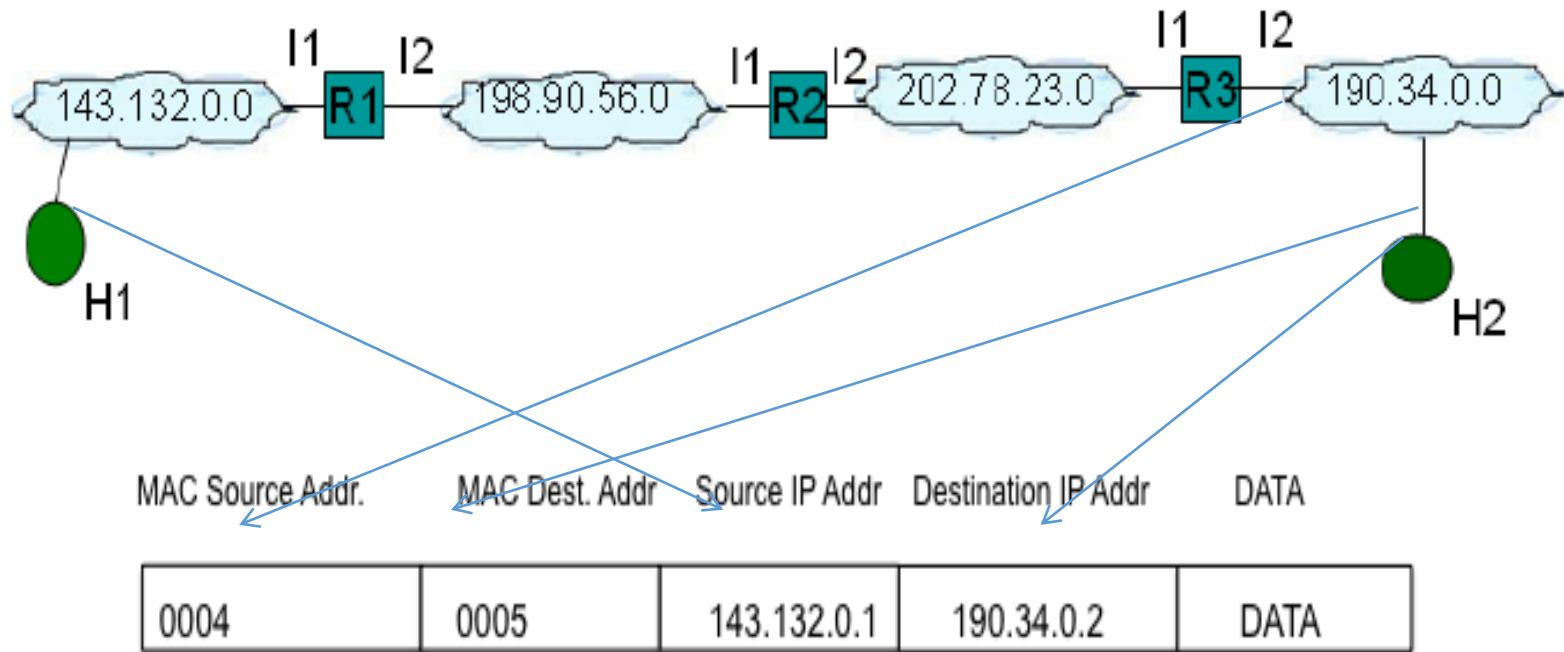 I1 I2 I1 I2 I1 I2
143.132.0.0 R1 198.90.56.0 R2 202.78.23.0 R3 190.34.0.0
H1 H2
MAC Source Addr. MAC Dest. Addr Source IP Addr Destination IP Addr DATA
0004 0005 143.132.0.1 190.34.0.2 DATA